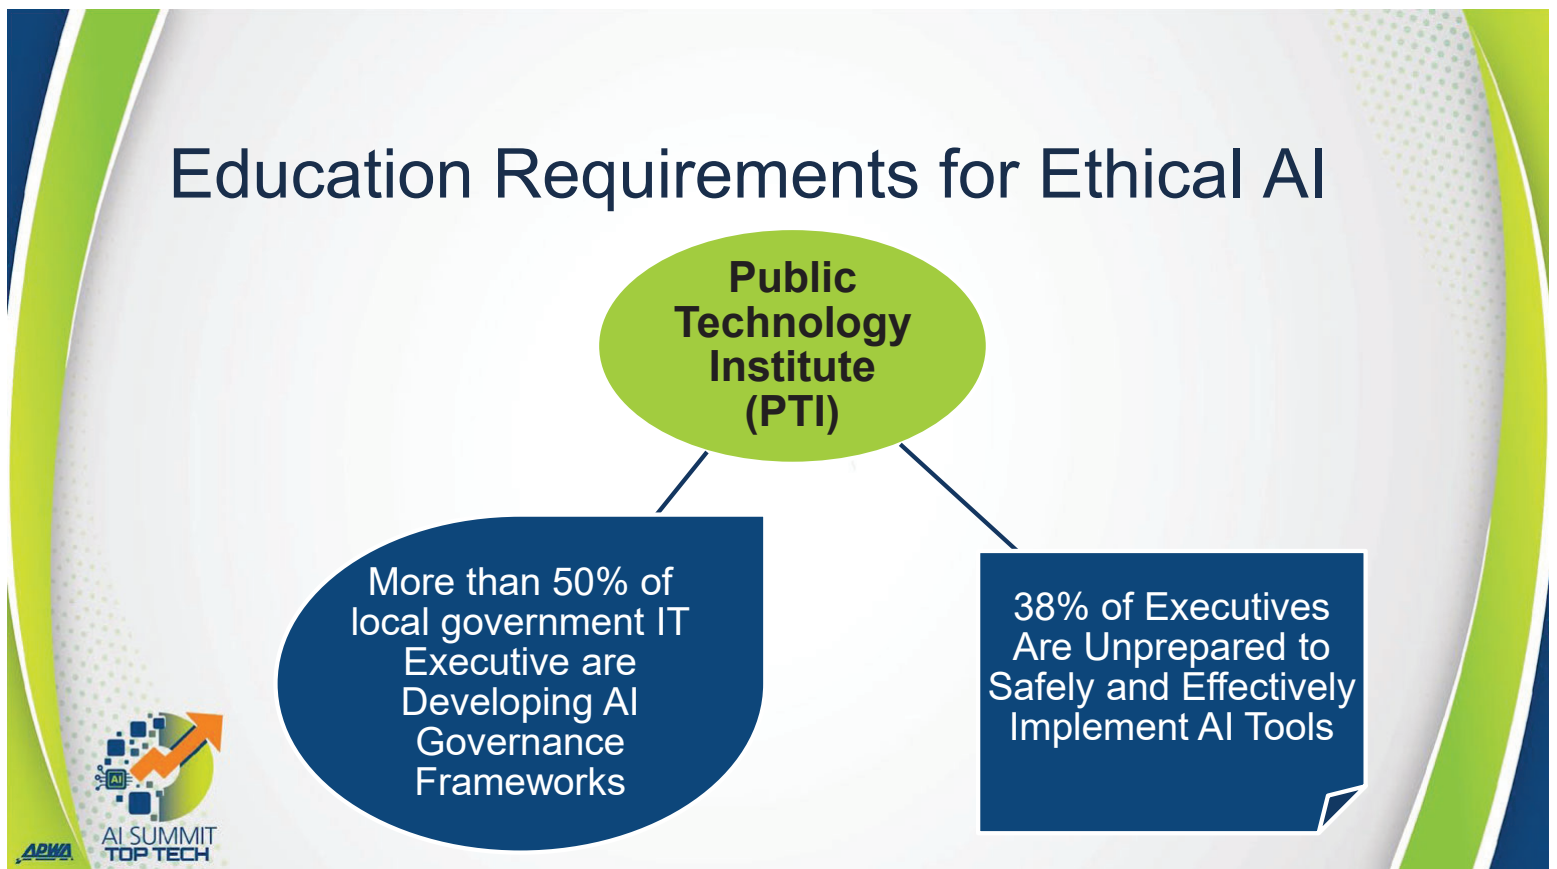 Education Requirements for Ethical AI
Public
Technology
Institute
(PTI)
More than 50% of
local government IT
Executive are
Developing AI
Governance
Frameworks
38% of Executives
Are Unprepared to
Safely and Effectively
Implement AI Tools
AI
AI SUMMIT
TOP TECH
APWA